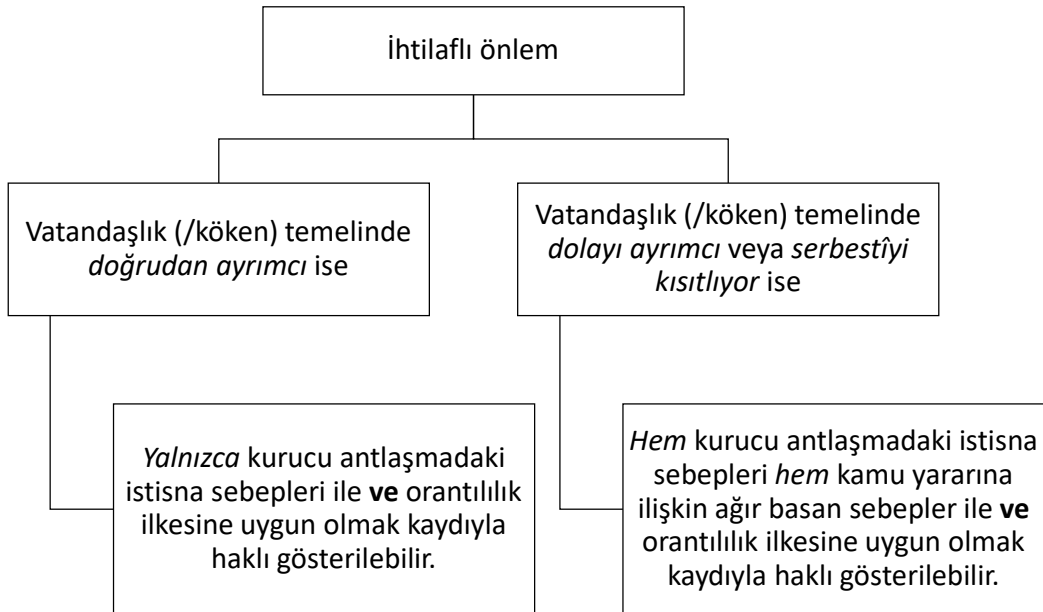 İhtilaflı önlem
Vatandaşlık (/köken) temelinde
doğrudan ayrımcı ise
Vatandaşlık (/köken) temelinde
dolayı ayrımcı veya serbestîyi
kısıtlıyor ise
Yalnızca kurucu antlaşmadaki
istisna sebepleri ile ve orantılılık
ilkesine uygun olmak kaydıyla
haklı gösterilebilir.
Hem kurucu antlaşmadaki istisna
sebepleri hem kamu yararına
ilişkin ağır basan sebepler ile ve
orantılılık ilkesine uygun olmak
kaydıyla haklı gösterilebilir.